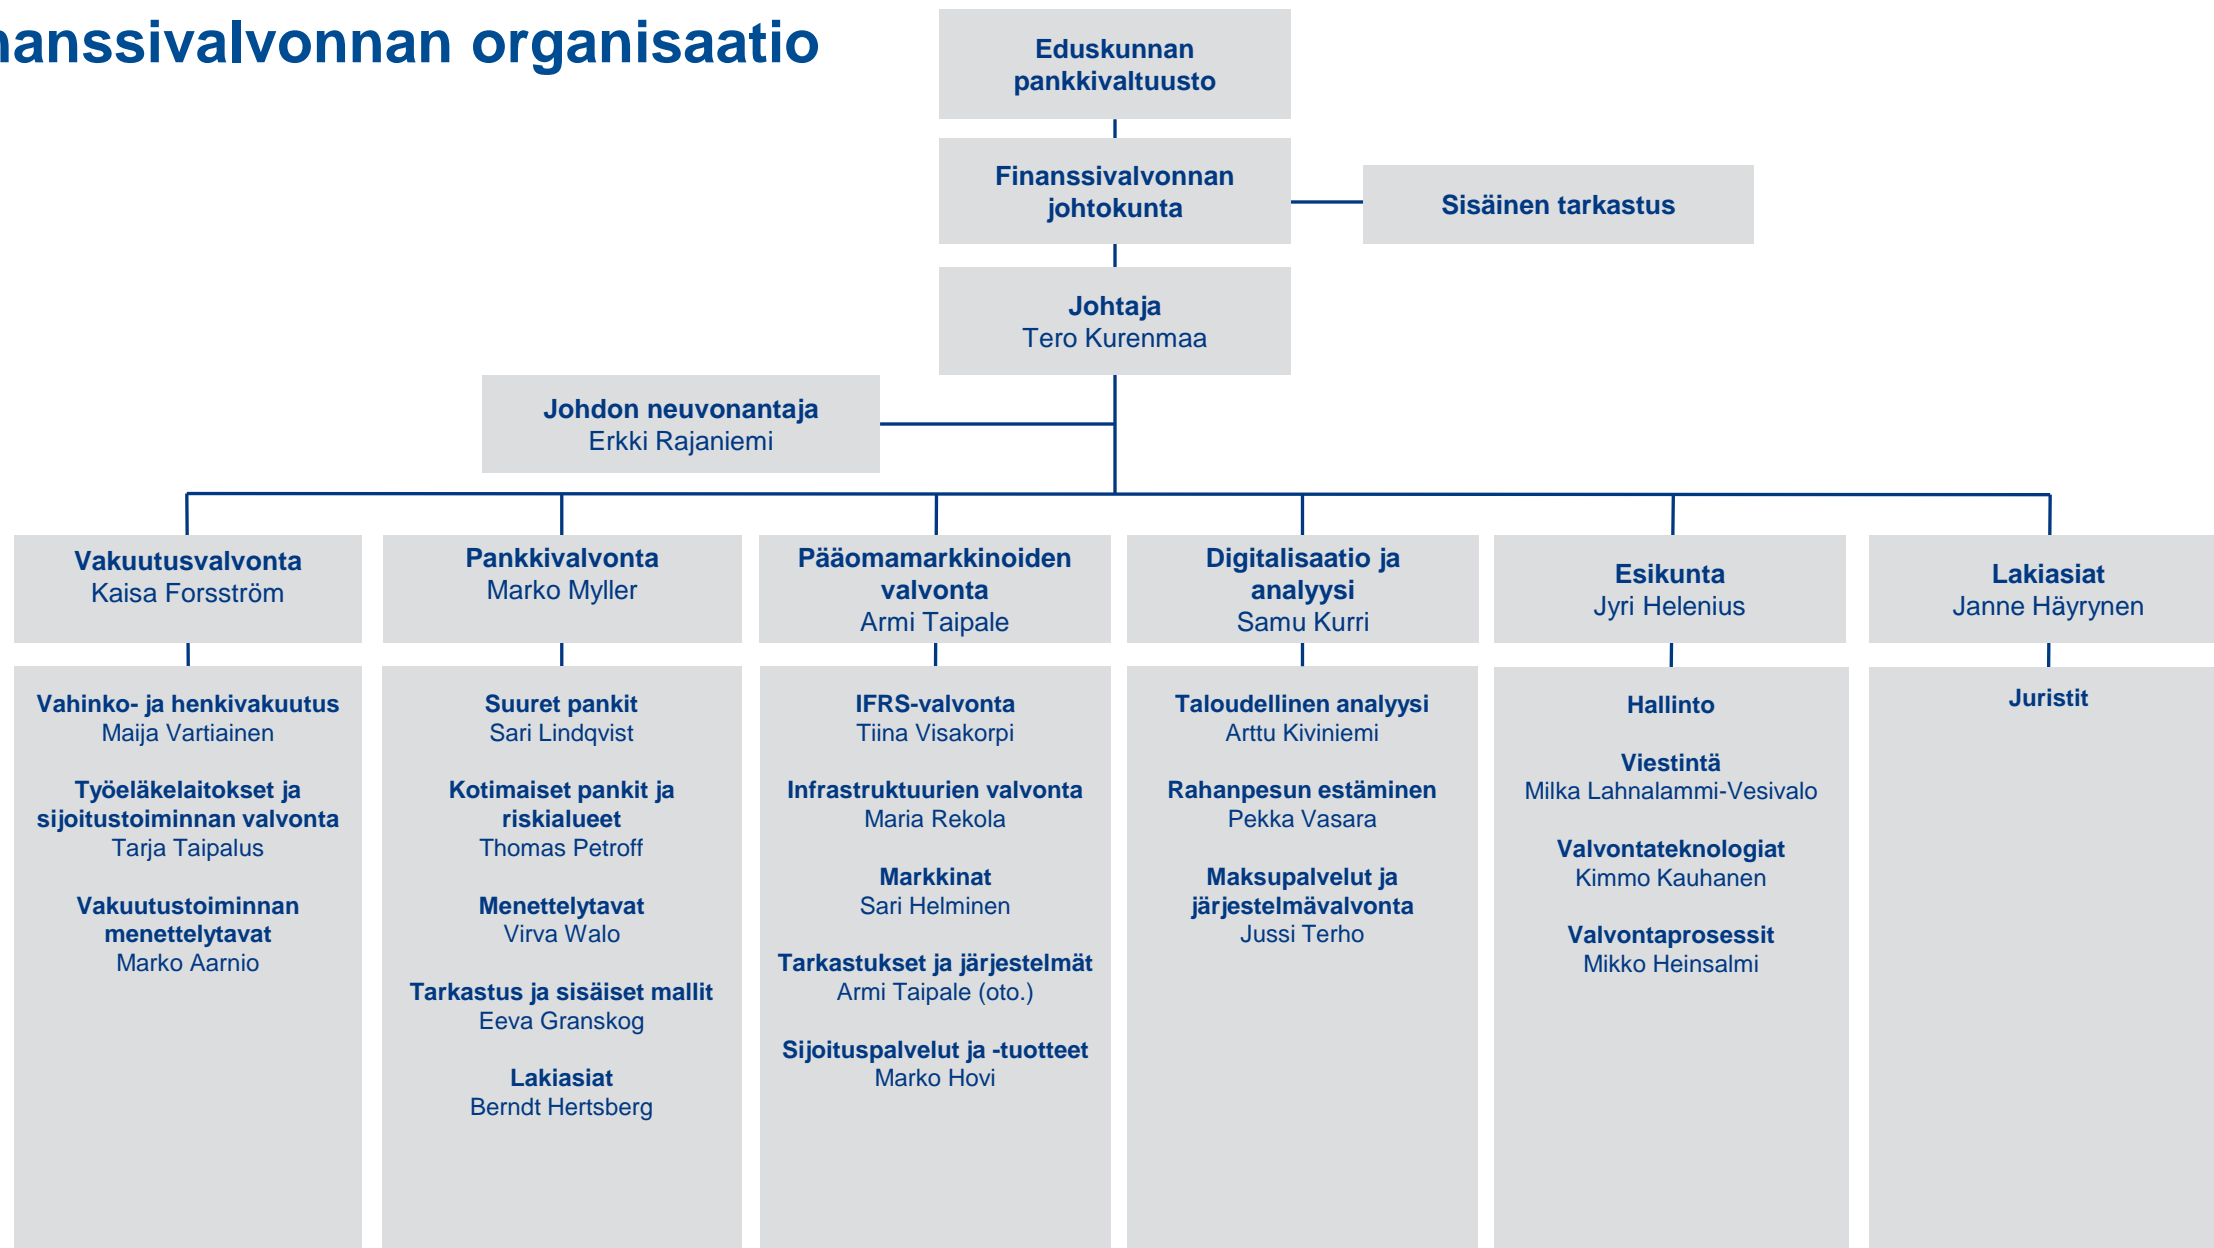 nanssivalvonnan organisaatio
Eduskunnan
pankkivaltuusto
Finanssivalvonnan
johtokunta
Sisäinen tarkastus
Johtaja
Tero Kurenmaa
Johdon neuvonantaja
Erkki Rajaniemi
Vakuutusvalvonta
Kaisa Forsström
Pankkivalvonta
Marko Myller
Pääomamarkkinoiden
valvonta
Armi Taipale
Digitalisaatio ja
analyysi
Samu Kurri
Esikunta
Jyri Helenius
Lakiasiat
Janne Häyrynen
Vahinko- ja henkivakuutus
Maija Vartiainen
Työeläkelaitokset ja
sijoitustoiminnan valvonta
Tarja Taipalus
Vakuutustoiminnan
menettelytavat
Marko Aarnio
Suuret pankit
Sari Lindqvist
Kotimaiset pankit ja
riskialueet
Thomas Petroff
Menettelytavat
Virva Walo
Tarkastus ja sisäiset mallit
Eeva Granskog
Lakiasiat
Berndt Hertsberg
IFRS-valvonta
Tiina Visakorpi
Infrastruktuurien valvonta
Maria Rekola
Markkinat
Sari Helminen
Tarkastukset ja järjestelmät
Armi Taipale (oto.)
Sijoituspalvelut ja -tuotteet
Marko Hovi
Taloudellinen analyysi
Arttu Kiviniemi
Rahanpesun estäminen
Pekka Vasara
Maksupalvelut ja
järjestelmävalvonta
Jussi Terho
Hallinto
Viestintä
Milka Lahnalammi-Vesivalo
Valvontateknologiat
Kimmo Kauhanen
Valvontaprosessit
Mikko Heinsalmi
Juristit